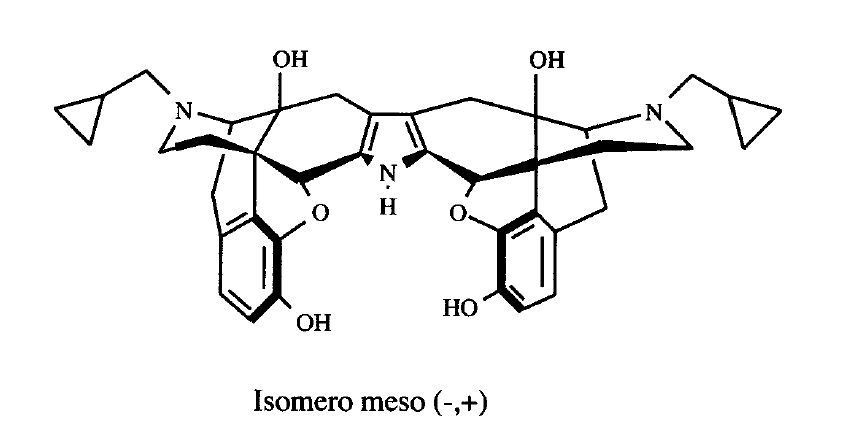 OH OH
N N
N
H
O O
HO
OH
Isomero meso (-,+)